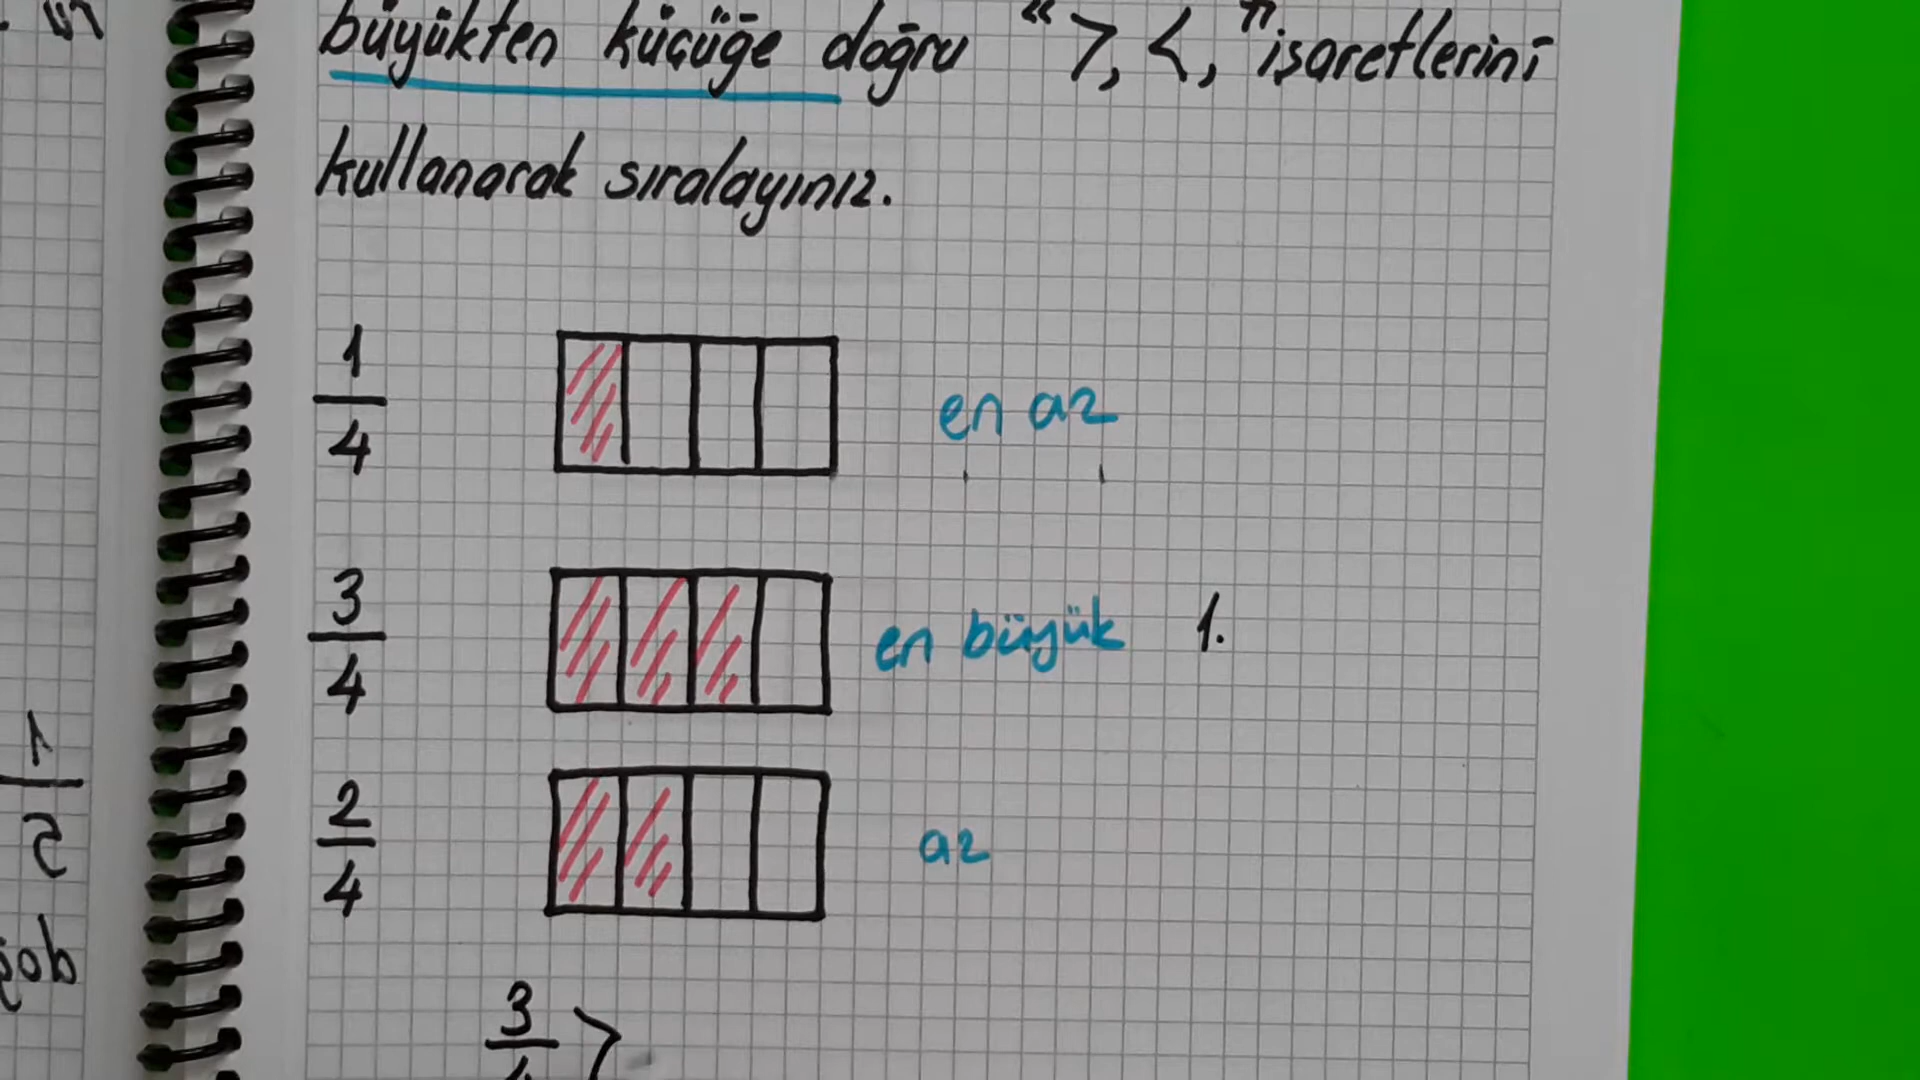 büyükten küçüğe doğru “>, <, ” işaretlerini
kullanarak sıralayınız.
1
4
en az
3
4
en büyük 1.
2
4
az
3 >
4